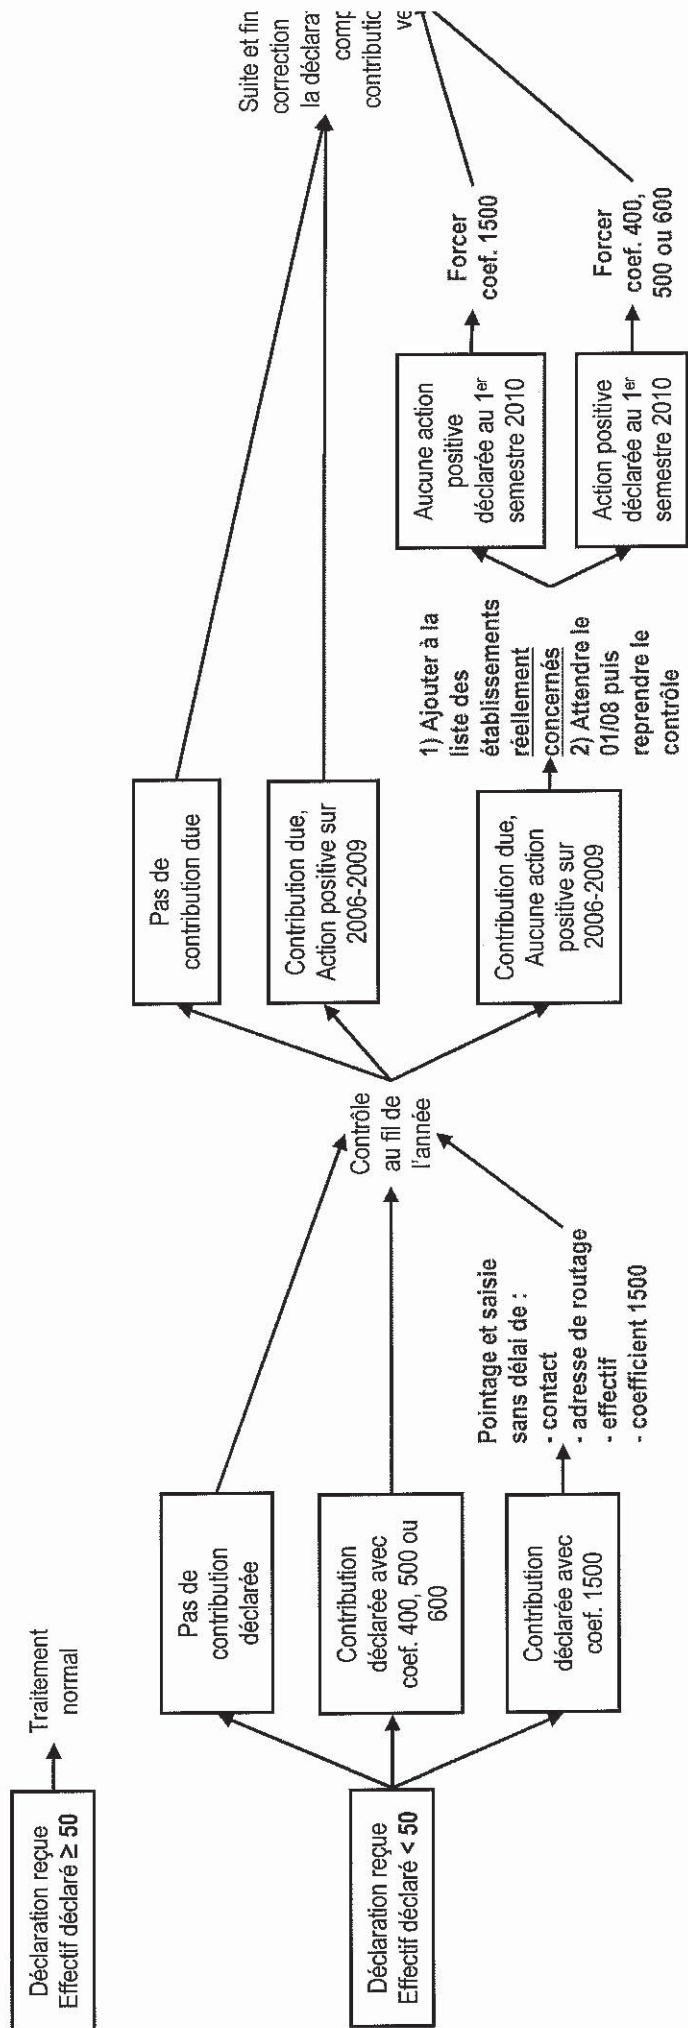 Déclaration reçue
Effectif déclaré ≥ 50
Traitement
normal
Déclaration reçue
Effectif déclaré < 50
Pas de
contribution
déclarée
Contribution
déclarée avec
coef. 400, 500 ou
600
Contribution
déclarée avec
coef. 1500
Pointage et saisie
sans délai de :
- contact
- adresse de routage
- effectif
- coefficient 1500
Contrôle
au fil de
l'année
Pas de
contribution due
Contribution due,
Action positive sur
2006-2009
Contribution due,
Aucune action
positive sur
2006-2009
1) Ajouter à la
liste des
établissements
réellement
concernés
2) Attendre le
01/08 puis
reprendre le
contrôle
Aucune action
positive
déclarée au 1er
semestre 2010
Action positive
déclarée au 1er
semestre 2010
Forcer
coef. 1500
Forcer
coef. 400,
500 ou 600
Suite et fin
correction
la déclara
comp
contributio
ve